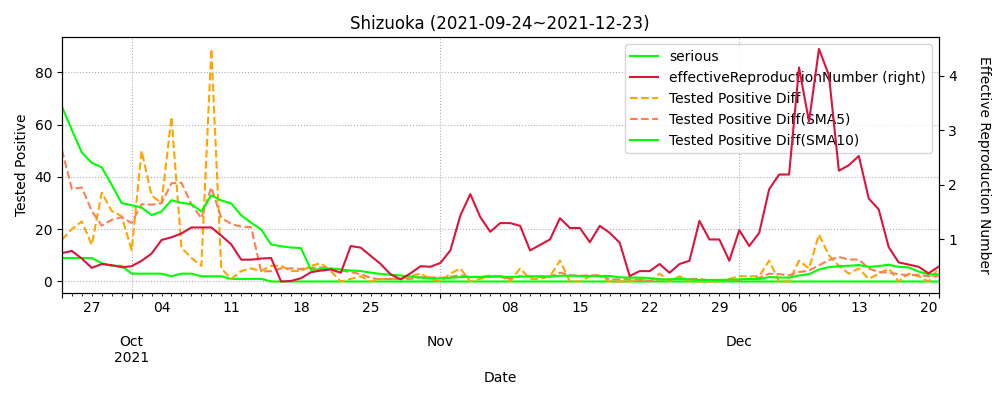 Shizuoka (2021-09-24~2021-12-23)
serious
effectiveReproductionNumber (right)
Tested Positive Diff
Tested Positive Diff(SMA5)
Tested Positive Diff(SMA10)
Tested Positive
80
60
40
20
0
4
3
2
1
Effective Reproduction Number
27 04 11 18 25 08 15 22 29 06 13 20
Oct Nov Dec
2021
Date